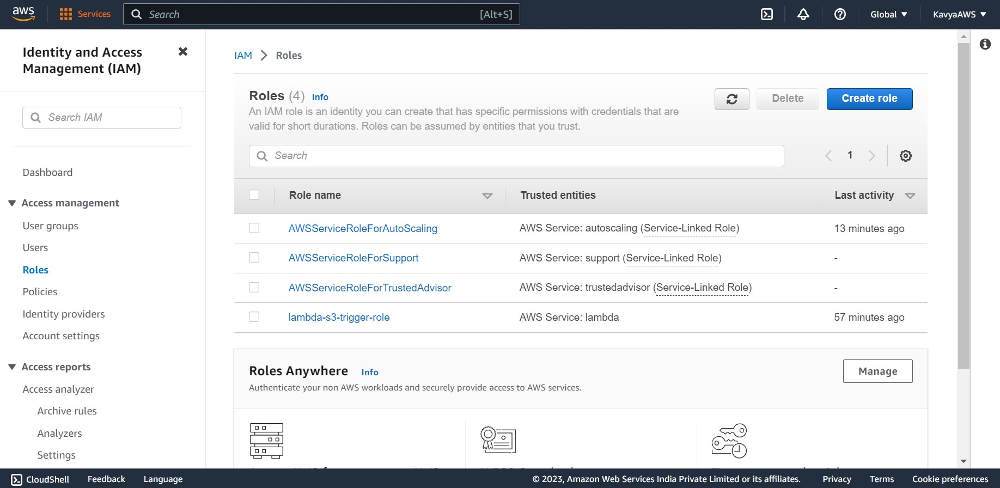 aws
Services
Search
[Alt+S]
Global
KavyaAWS
Identity and Access
Management (IAM)
Search IAM
Dashboard
Access management
User groups
Users
Roles
Policies
Identity providers
Account settings
Access reports
Access analyzer
Archive rules
Analyzers
Settings
IAM > Roles
Roles (4) Info
An IAM role is an identity you can create that has specific permissions with credentials that are
valid for short durations. Roles can be assumed by entities that you trust.
Delete
Create role
Search
1
Role name Trusted entities Last activity
AWSServiceRoleForAutoScaling AWS Service: autoscaling (Service-Linked Role) 13 minutes ago
AWSServiceRoleForSupport AWS Service: support (Service-Linked Role) -
AWSServiceRoleForTrustedAdvisor AWS Service: trustedadvisor (Service-Linked Role) -
lambda-s3-trigger-role AWS Service: lambda 57 minutes ago
Roles Anywhere Info
Authenticate your non AWS workloads and securely provide access to AWS services.
Manage
CloudShell Feedback Language © 2023, Amazon Web Services India Private Limited or its affiliates. Privacy Terms Cookie preferences